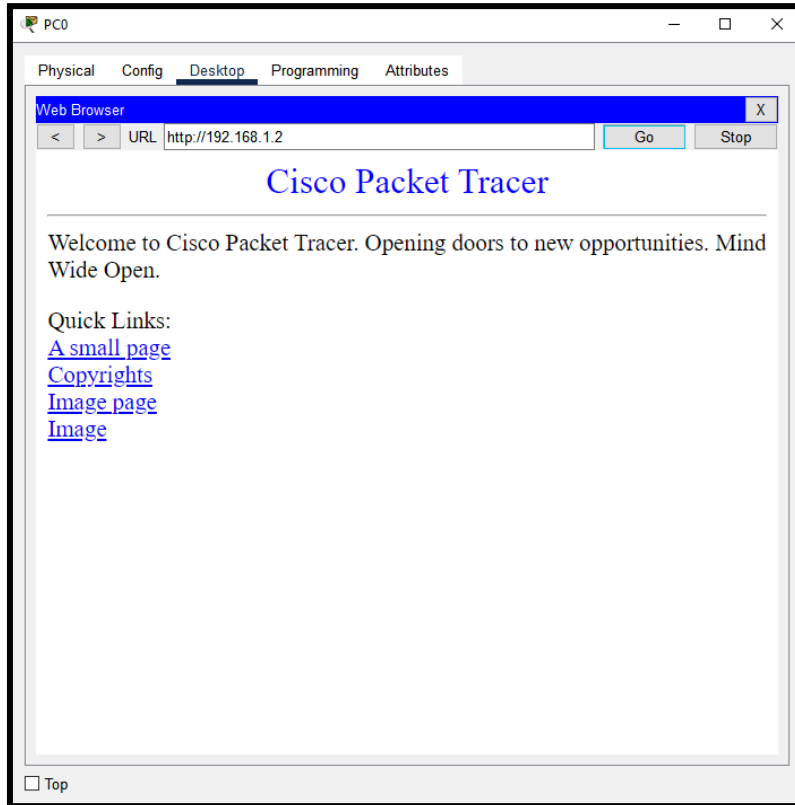 PC0
Physical Config Desktop Programming Attributes
Web Browser X
< > URL http://192.168.1.2 Go Stop
Cisco Packet Tracer
Welcome to Cisco Packet Tracer. Opening doors to new opportunities. Mind
Wide Open.
Quick Links:
A small page
Copyrights
Image page
Image
Top